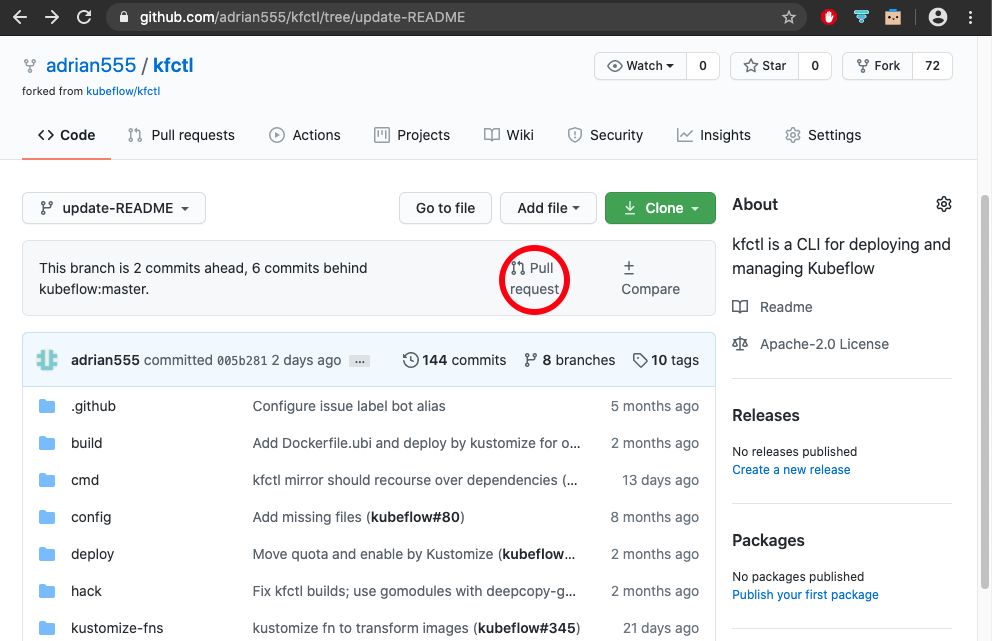 github.com/adrian555/kfctl/tree/update-README
adrian555 / kfctl
Watch 0
Star 0
Fork 72
forked from kubeflow/kfctl
Code Pull requests Actions Projects Wiki Security Insights Settings
update-README Go to file Add file Clone
This branch is 2 commits ahead, 6 commits behind
kubeflow:master.
Pull
request
Compare
adrian555 committed 005b281 2 days ago ... 144 commits 8 branches 10 tags
.github Configure issue label bot alias 5 months ago
build Add Dockerfile.ubi and deploy by kustomize for o... 2 months ago
cmd kfctl mirror should recourse over dependencies (... 13 days ago
config Add missing files (kubeflow#80) 8 months ago
deploy Move quota and enable by Kustomize (kubeflow... 2 months ago
hack Fix kfctl builds; use gomodules with deepcopy-g... 2 months ago
kustomize-fns kustomize fn to transform images (kubeflow#345) 21 days ago
About
kfctl is a CLI for deploying and
managing Kubeflow
Readme
Apache-2.0 License
Releases
No releases published
Create a new release
Packages
No packages published
Publish your first package